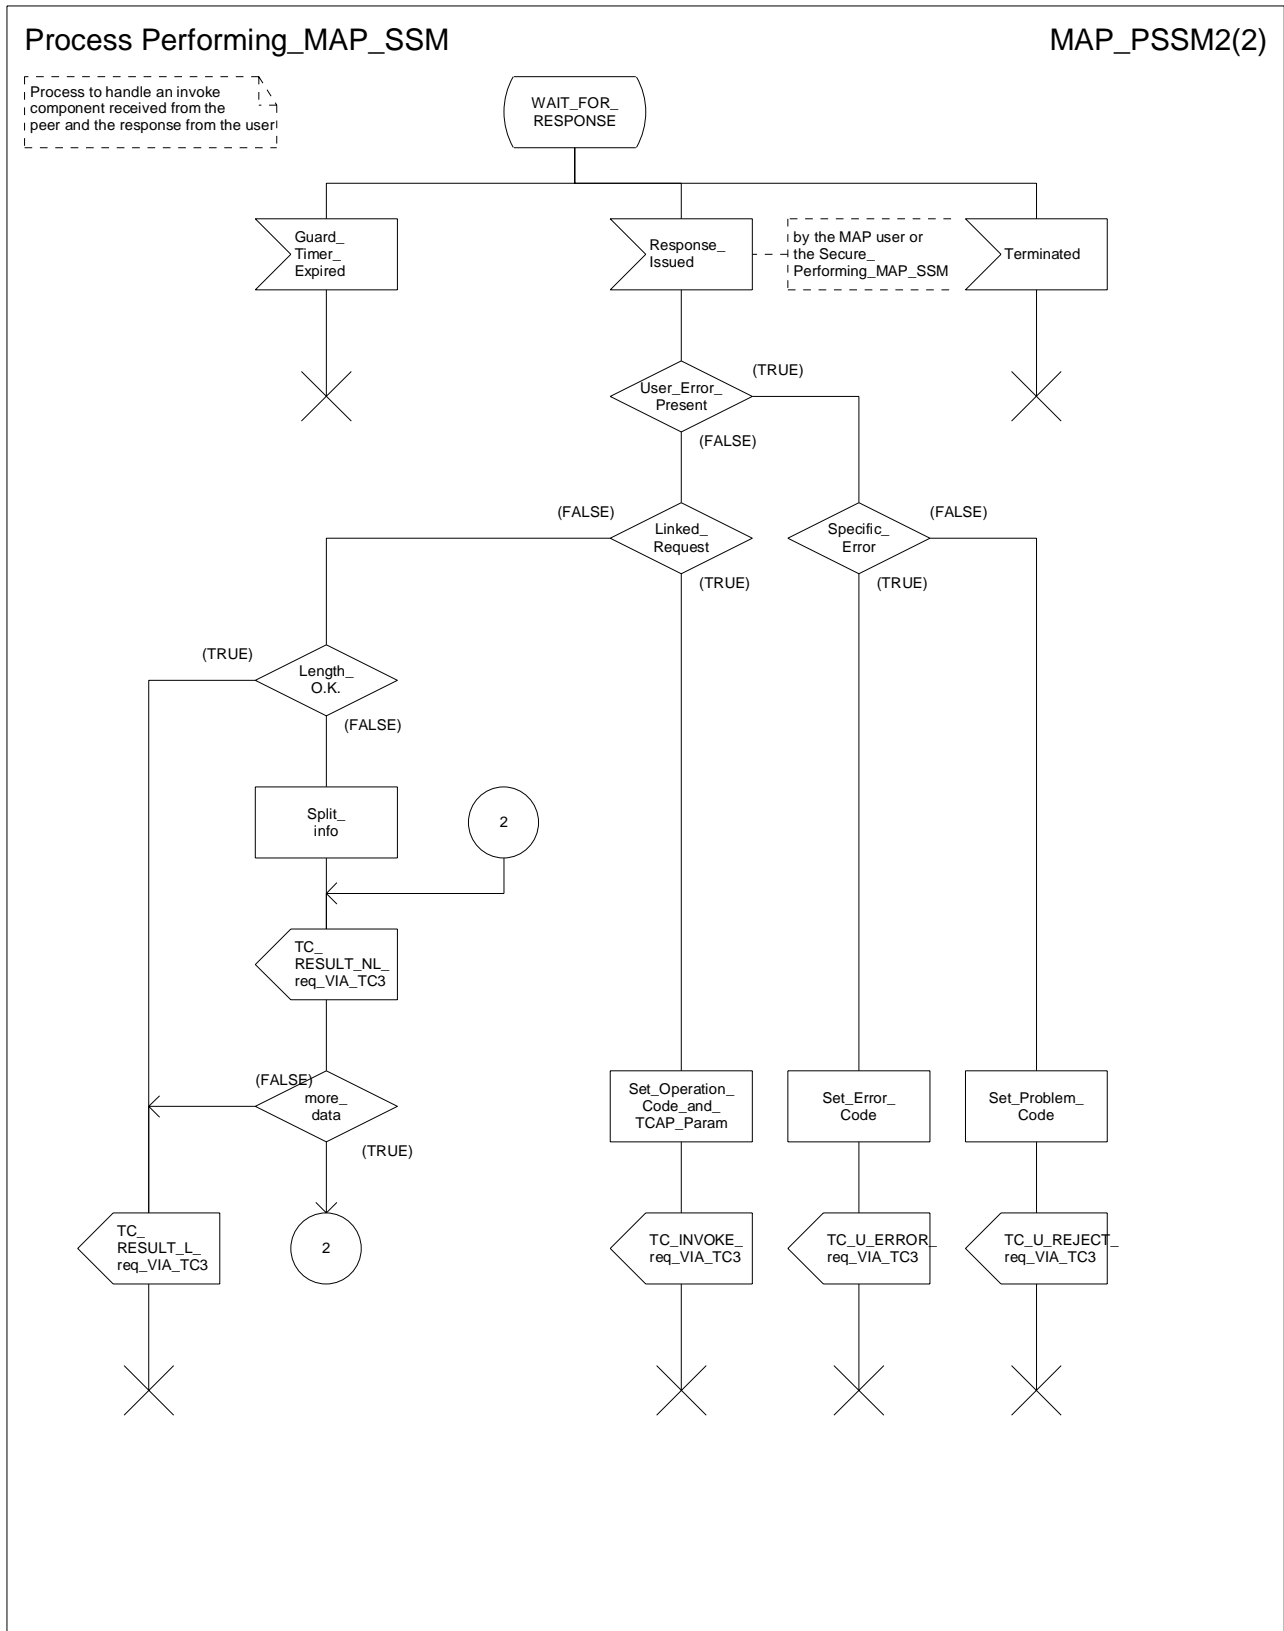 Process Performing_MAP_SSM
MAP_PSSM2(2)
Process to handle an invoke
component received from the
peer and the response from the user
WAIT_FOR_
RESPONSE
Guard_
Timer_
Expired
Response_
Issued
by the MAP user or
the Secure_
Performing_MAP_SSM
Terminated
User_Error_
Present
(TRUE)
(FALSE)
(FALSE)
Linked_
Request
(TRUE)
Specific_
Error
(FALSE)
(TRUE)
(TRUE)
Length_
O.K.
(FALSE)
Split_
info
2
TC_
RESULT_NL_
req_VIA_TC3
(FALSE)
more_
data
(TRUE)
Set_Operation_
Code_and_
TCAP_Param
Set_Error_
Code
Set_Problem_
Code
TC_
RESULT_L_
req_VIA_TC3
2
TC_INVOKE_
req_VIA_TC3
TC_U_ERROR_
req_VIA_TC3
TC_U_REJECT_
req_VIA_TC3